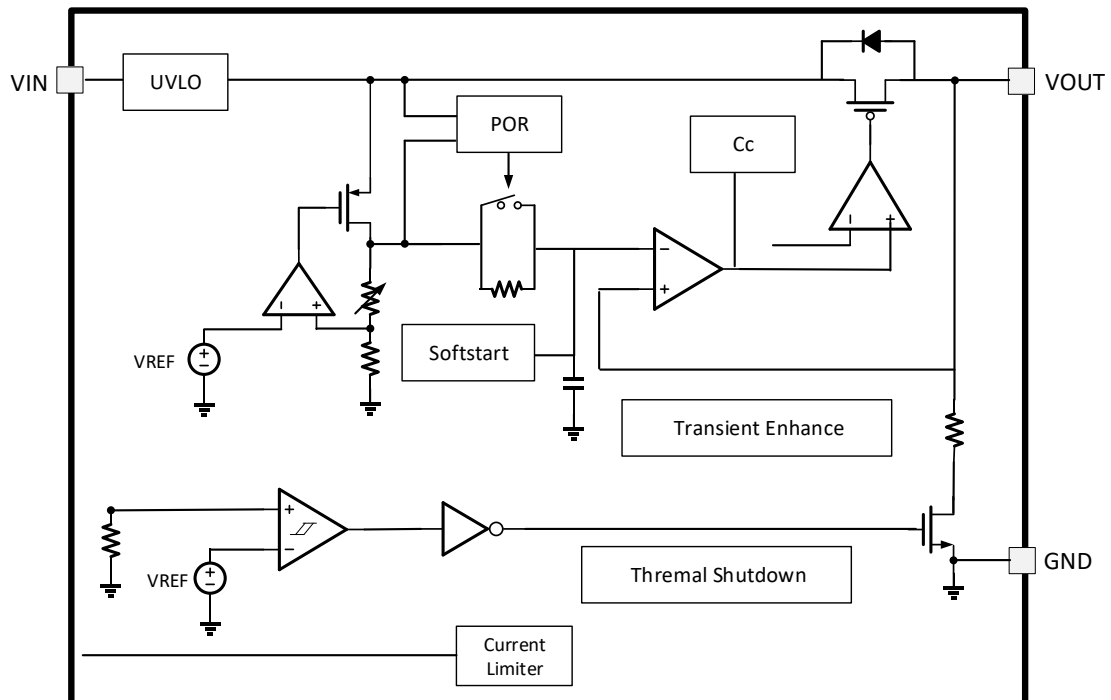 VIN
UVLO
VOUT
POR
Cc
VREF
Softstart
Transient Enhance
VREF
Thremal Shutdown
GND
Current
Limiter